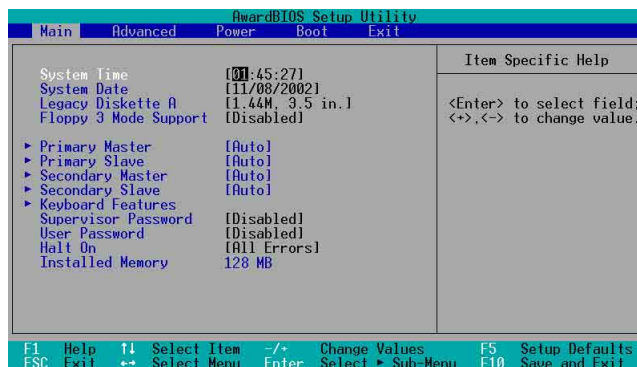 AwardBIOS Setup Utility
Main Advanced Power Boot Exit
Item Specific Help
System Time [01:45:27]
System Date [11/08/2002]
Legacy Diskette A [1.44M, 3.5 in.]
Floppy 3 Mode Support [Disabled]
<Enter> to select field;
<+>,<-> to change value.
► Primary Master [Auto]
► Primary Slave [Auto]
► Secondary Master [Auto]
► Secondary Slave [Auto]
► Keyboard Features
Supervisor Password [Disabled]
User Password [Disabled]
Halt On [All Errors]
Installed Memory 128 MB
F1 Help ↑↓ Select Item -/+ Change Values F5 Setup Defaults
ESC Exit ←→ Select Menu Enter Select ► Sub-Menu F10 Save and Exit